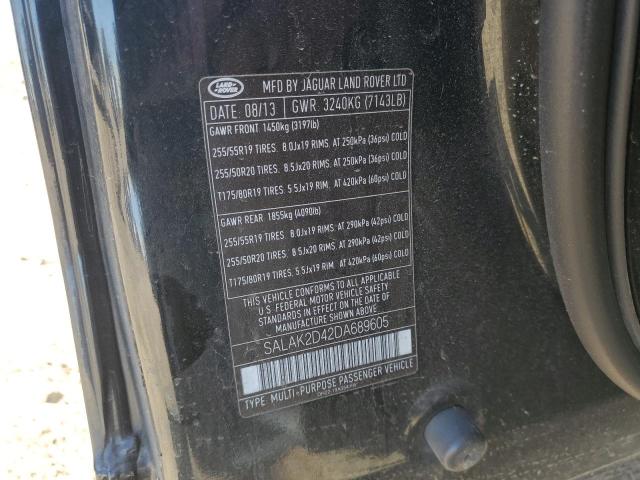 LAND-ROVER
MFD BY JAGUAR LAND ROVER LTD
DATE: 08/13 GWR: 3240KG (7143LB)
GAWR FRONT 1450kg (3197lb)
255/55R19 TIRES. 8.0Jx19 RIMS. AT 250kPa (36psi) COLD
255/50R20 TIRES. 8.5Jx20 RIMS. AT 250kPa (36psi) COLD
T175/80R19 TIRES. 5.5Jx19 RIM. AT 420kPa (60psi) COLD
GAWR REAR 1855kg (4090lb)
255/55R19 TIRES. 8.0Jx19 RIMS. AT 290kPa (42psi) COLD
255/50R20 TIRES. 8.5Jx20 RIMS. AT 290kPa (42psi) COLD
T175/80R19 TIRES. 5.5Jx19 RIM. AT 420kPa (60psi) COLD
THIS VEHICLE CONFORMS TO ALL APPLICABLE
U.S. FEDERAL MOTOR VEHICLE SAFETY
STANDARDS IN EFFECT ON THE DATE OF
MANUFACTURE SHOWN ABOVE
SALAK2D42DA689605
TYPE: MULTI-PURPOSE PASSENGER VEHICLE